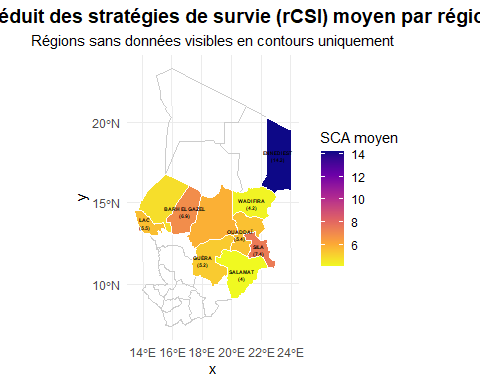 éduit des stratégies de survie (rCSI) moyen par régio
Régions sans données visibles en contours uniquement
SCA moyen
14
12
10
8
6
20°N
15°N
10°N
y
WADIFIRA
(4.2)
BARH EL GAZEL
(6.9)
LAC
(5.5)
OUADDAI
(5.4)
SILA
(7.4)
GUERA
(5.2)
SALAMAT
(4)
14°E 16°E 18°E 20°E 22°E 24°E
x